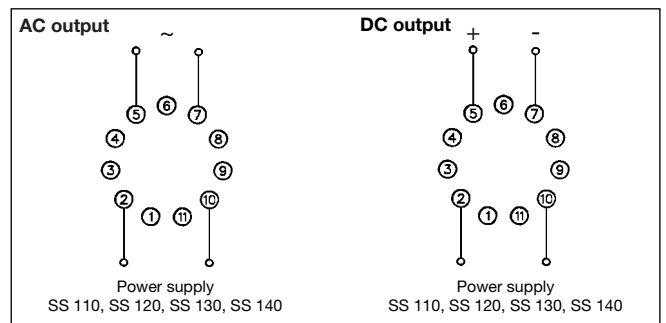 AC output
~
5 6 7
4 8
3 9
2 10
1 11
Power supply
SS 110, SS 120, SS 130, SS 140
DC output
+ -
5 6 7
4 8
3 9
2 10
1 11
Power supply
SS 110, SS 120, SS 130, SS 140